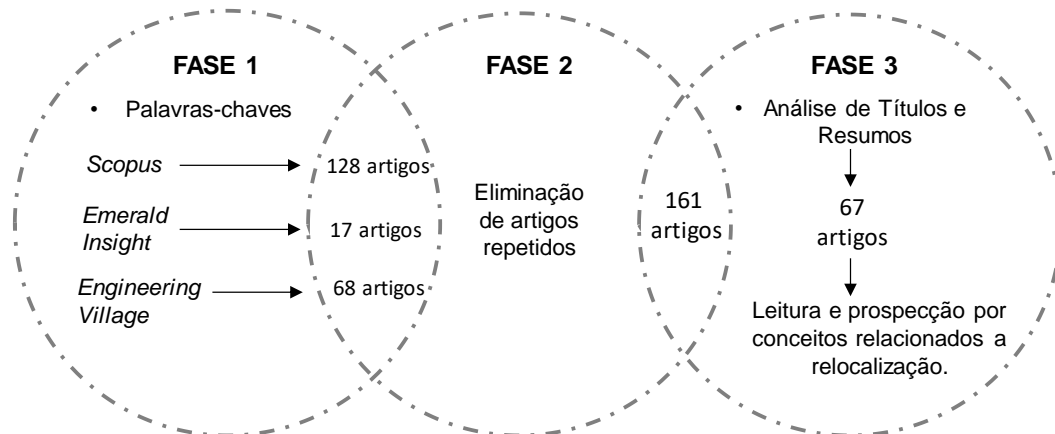 FASE 1
• Palavras-chaves
Scopus
128 artigos
Emerald
Insight
17 artigos
Engineering
Village
68 artigos
FASE 2
Eliminação
de artigos
repetidos
161
artigos
FASE 3
• Análise de Títulos e
Resumos
67
artigos
Leitura e prospecção por
conceitos relacionados a
relocalização.